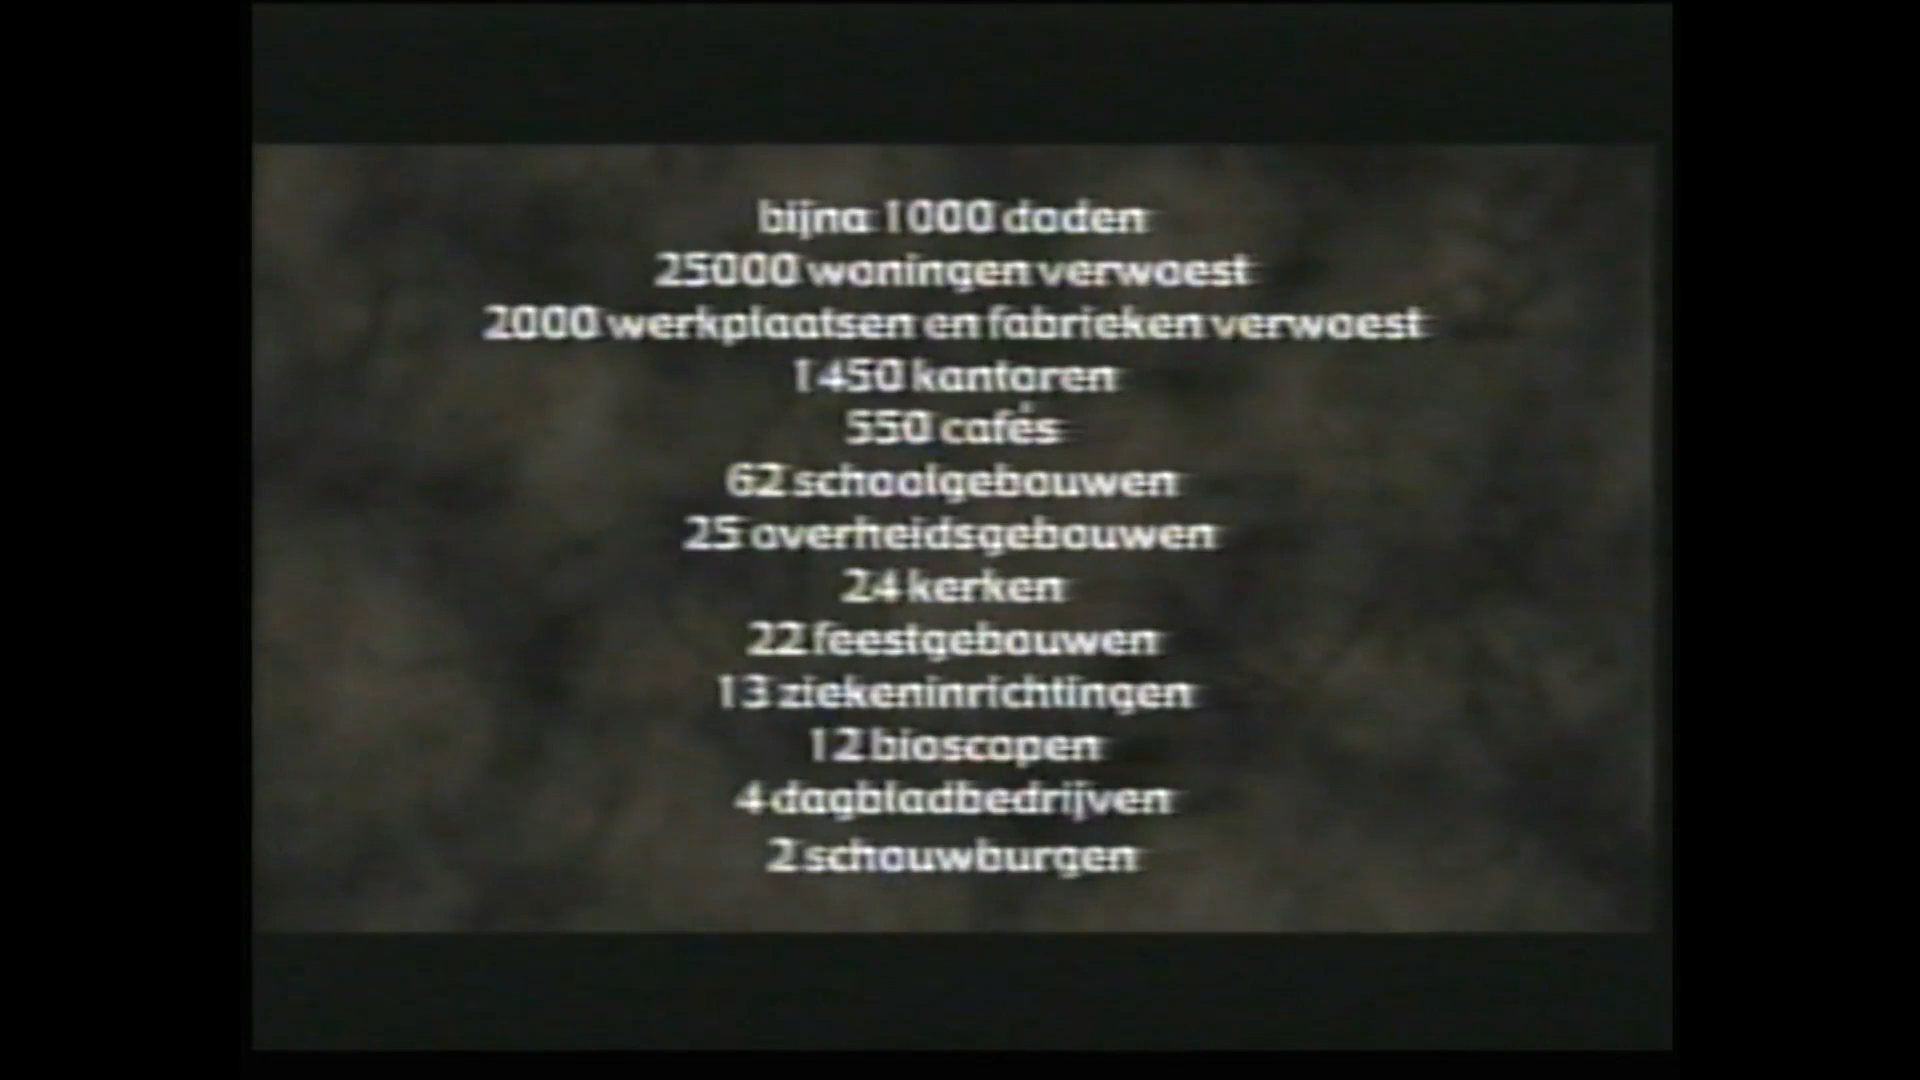 bijna 1000 doden
25000 woningen verwoest
2000 werkplaatsen en fabrieken verwoest
1450 kantoren
550 cafés
62 schoolgebouwen
25 overheidsgebouwen
24 kerken
22 feestgebouwen
13 ziekeninrichtingen
12 bioscopen
4 dagbladbedrijven
2 schouwburgen